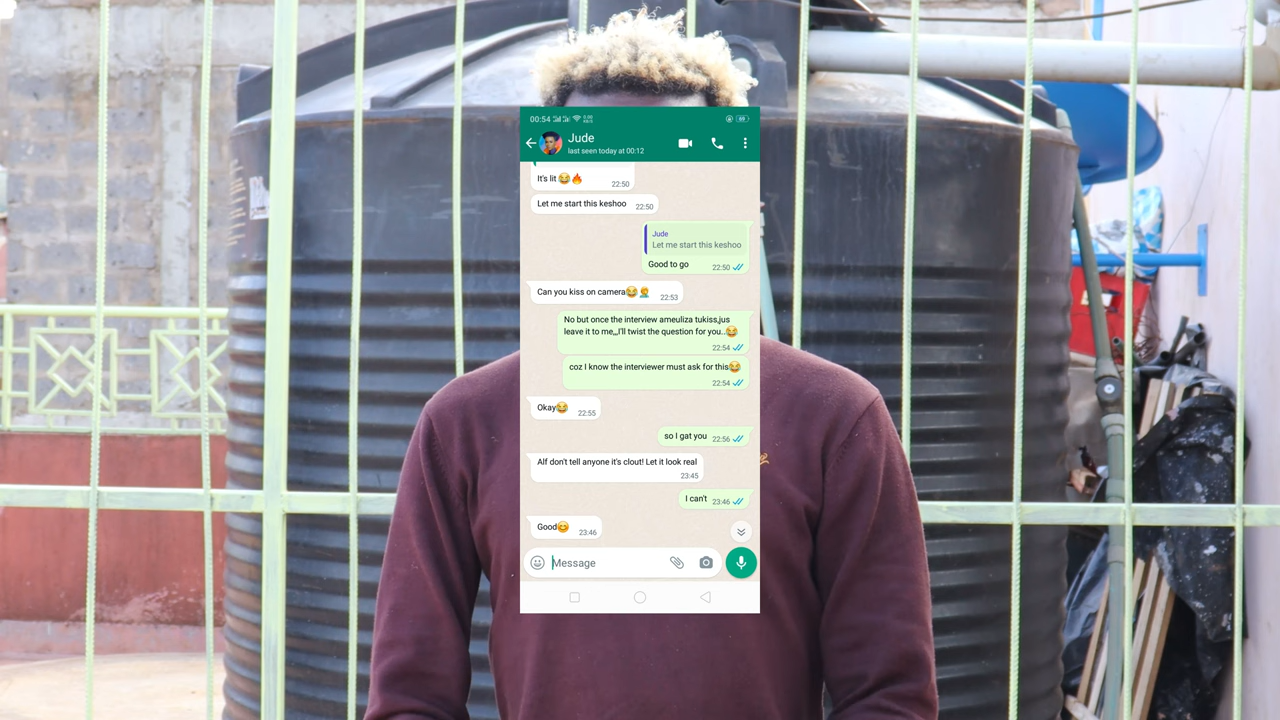 00:54
0.00
KB/S
89
Jude
last seen today at 00:12
It's lit 😂🔥
22:50
Let me start this keshoo 22:50
Jude
Let me start this keshoo
Good to go 22:50
Can you kiss on camera😂🤦
22:53
No but once the interview ameuliza tukiss,jus
leave it to me,,,I'll twist the question for you..😂
22:54
coz I know the interviewer must ask for this😂
22:54
Okay😂 22:55
so I gat you 22:56
Alf don't tell anyone it's clout! Let it look real
23:45
I can't 23:46
Good😊 23:46
Message